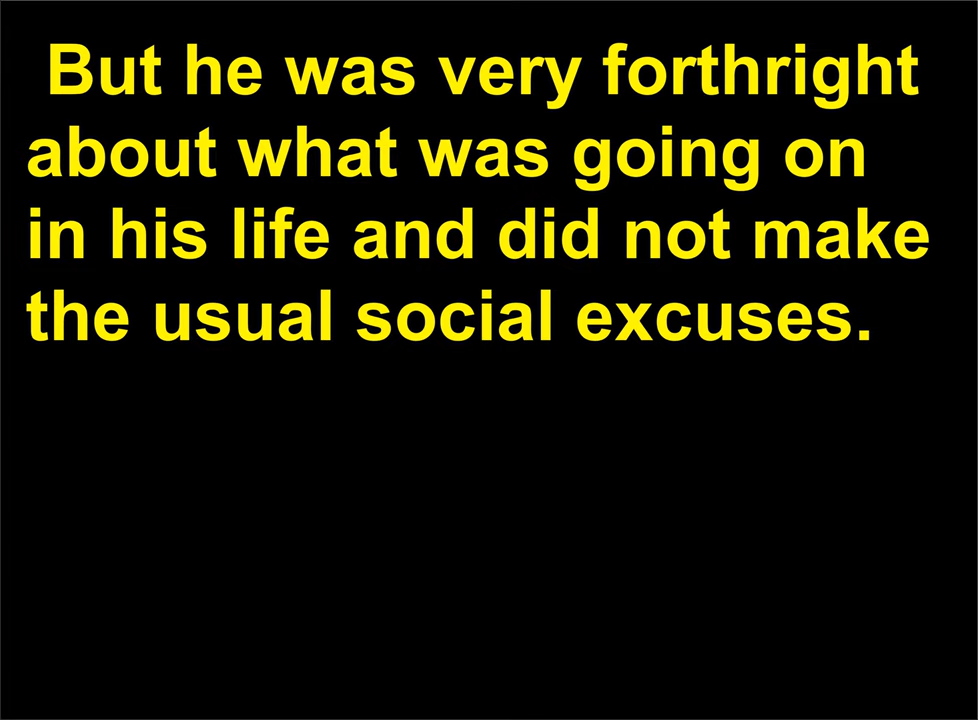 But he was very forthright
about what was going on
in his life and did not make
the usual social excuses.